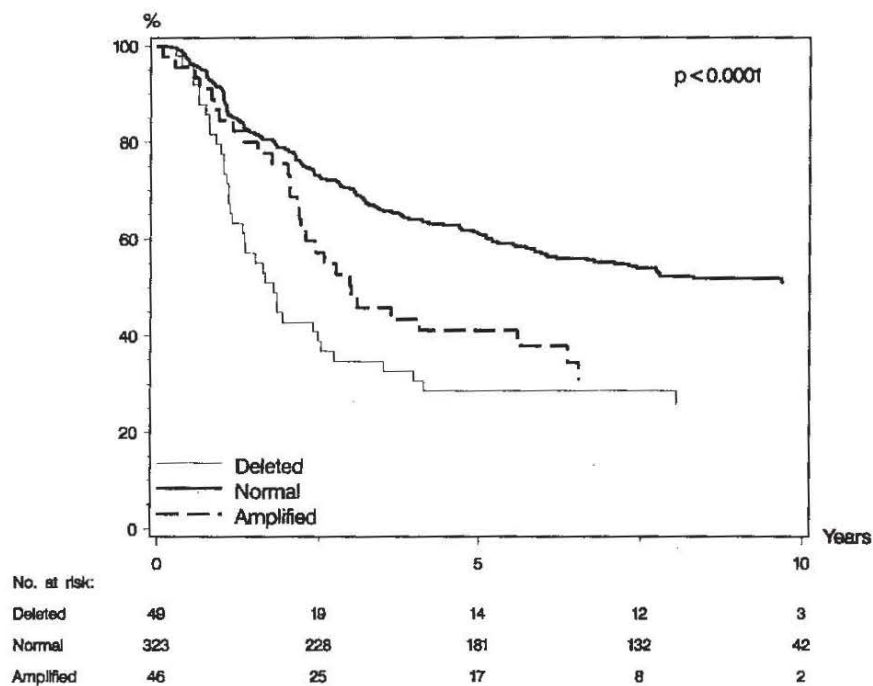 %
100
p<0.0001
80
60
40
20
Deleted
Normal
Amplified
0
Years
0 5 10
No. at risk:
Deleted 49 19 14 12 3
Normal 323 228 181 132 42
Amplified 46 25 17 8 2